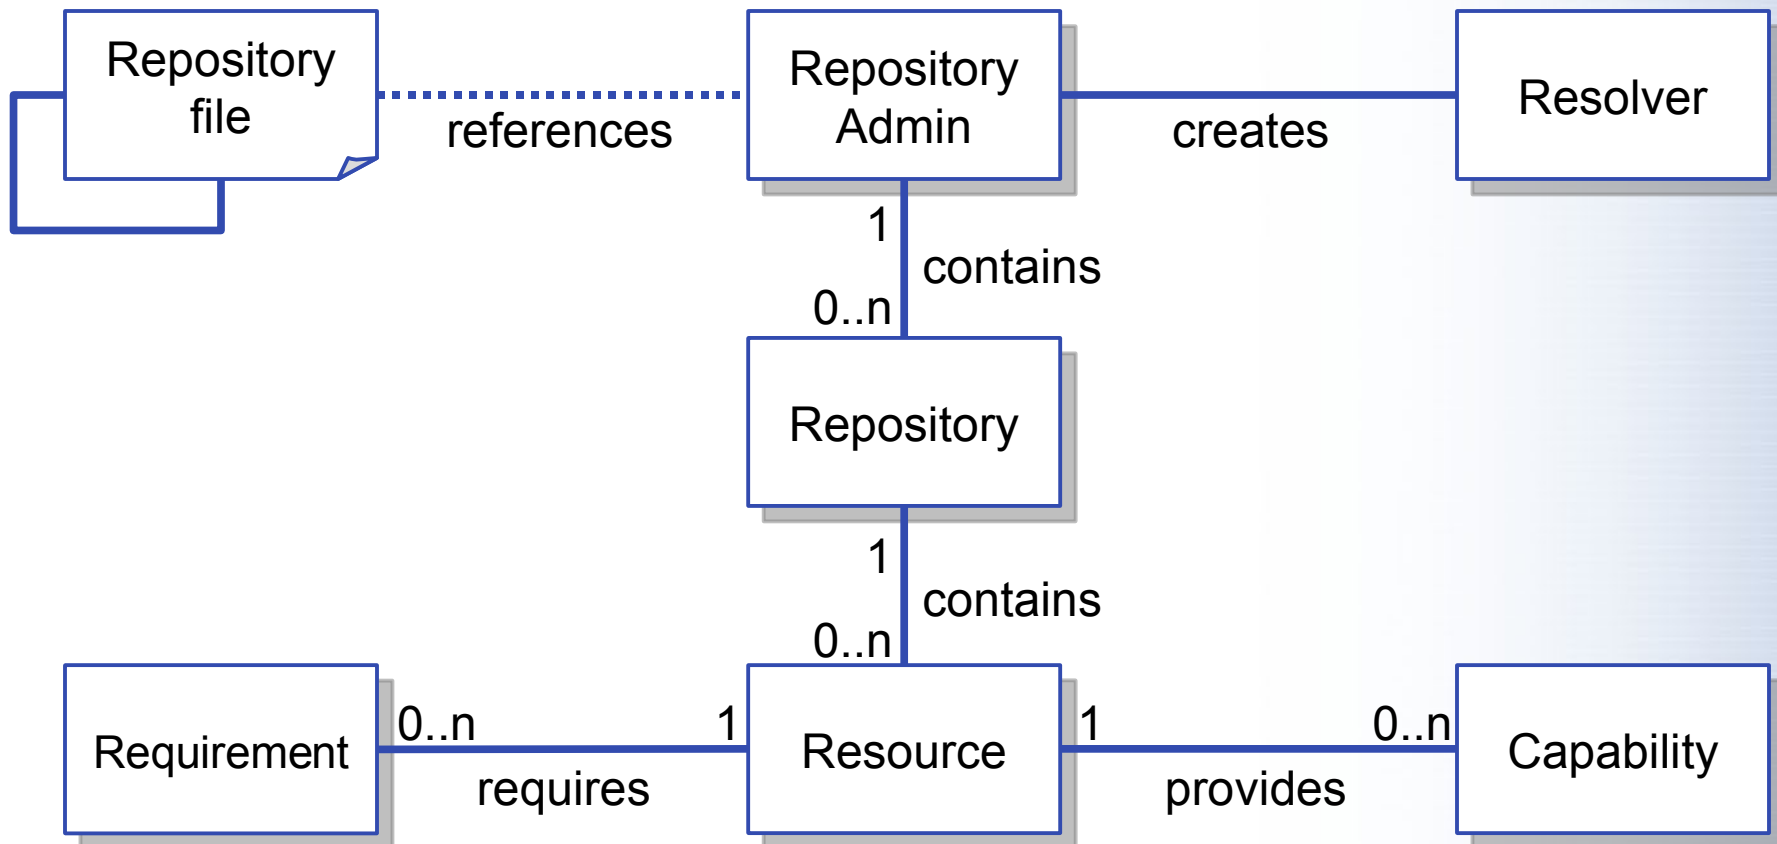 Repository
file
references
Repository
Admin
creates
Resolver
1
contains
0..n
Repository
1
contains
0..n
Requirement
0..n
requires
1
Resource
1
provides
0..n
Capability